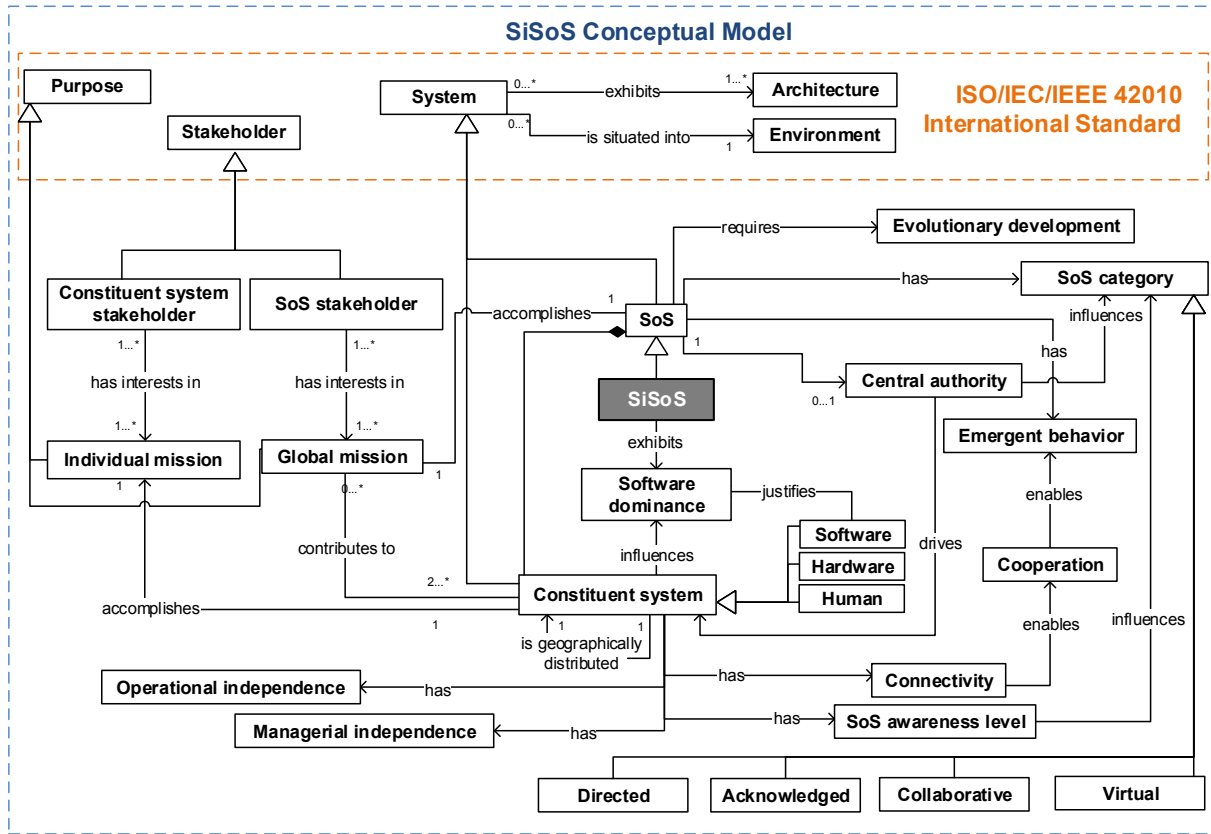 SiSoS Conceptual Model
Purpose
System
0...*
exhibits
1...*
Architecture
ISO/IEC/IEEE 42010
International Standard
Stakeholder
0...*
is situated into
1
Environment
requires
Evolutionary development
has
SoS category
Constituent system
stakeholder
SoS stakeholder
accomplishes
1
SoS
influences
1...*
1...*
1
has
has interests in
has interests in
SiSoS
0...1
Central authority
1...*
1...*
exhibits
Emergent behavior
Individual mission
Global mission
1
0...*
1
Software
dominance
justifies
enables
contributes to
influences
Software
drives
Hardware
Cooperation
2...*
Constituent system
Human
accomplishes
1
1
1
is geographically
distributed
enables
influences
Operational independence
has
has
Connectivity
Managerial independence
has
has
SoS awareness level
Directed
Acknowledged
Collaborative
Virtual